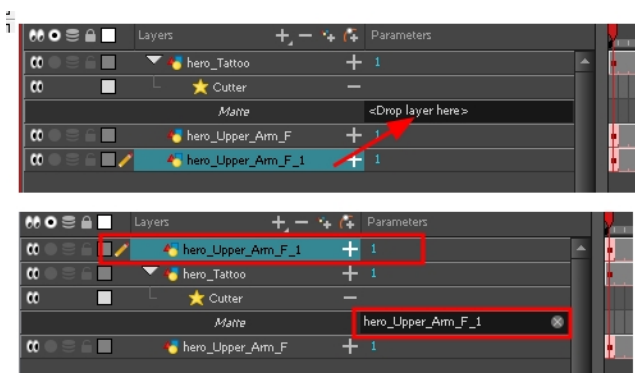 Layers Parameters
hero_Tattoo 1
Cutter
Matte <Drop layer here>
hero_Upper_Arm_F 1
hero_Upper_Arm_F_1 1
Layers Parameters
hero_Upper_Arm_F_1 1
hero_Tattoo 1
Cutter
Matte hero_Upper_Arm_F_1
hero_Upper_Arm_F 1